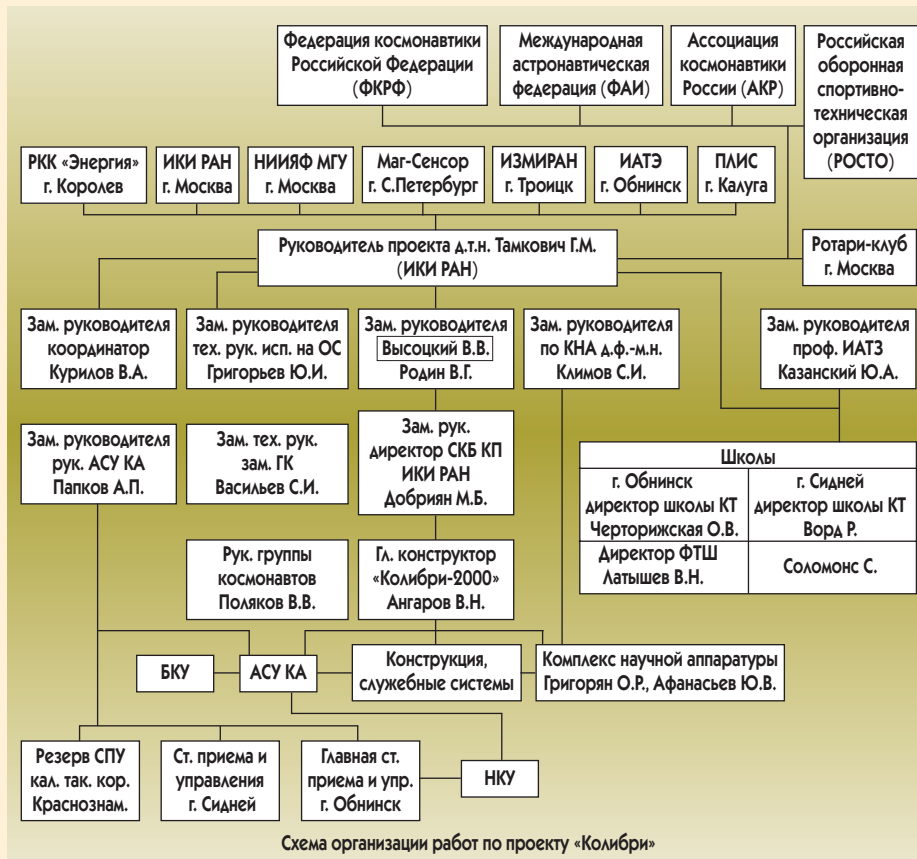 Федерация космонавтики
Российской Федерации
(ФКРФ)
Международная
астронавтическая
федерация (ФАИ)
Ассоциация
космонавтики
России (АКР)
Российская
оборонная
спортивно-
техническая
организация
(РОСТО)
РКК «Энергия»
г. Королев
ИКИ РАН
г. Москва
НИИЯФ МГУ
г. Москва
Маг-Сенсор
г. С.Петербург
ИЗМИРАН
г. Троицк
ИАТЭ
г. Обнинск
ПЛИС
г. Калуга
Руководитель проекта д.т.н. Тамкович Г.М.
(ИКИ РАН)
Ротари-клуб
г. Москва
Зам. руководителя
координатор
Курилов В.А.
Зам. руководителя
тех. рук. исп. на ОС
Григорьев Ю.И.
Зам. руководителя
Высоцкий В.В.
Родин В.Г.
Зам. руководителя
по КНА д.ф.-м.н.
Климов С.И.
Зам. руководителя
проф. ИАТЗ
Казанский Ю.А.
Зам. руководителя
рук. АСУ КА
Папков А.П.
Зам. тех. рук.
зам. ГК
Васильев С.И.
Зам. рук.
директор СКБ КП
ИКИ РАН
Добриян М.Б.
Школы
г. Обнинск
директор школы КТ
Черторижская О.В.
г. Сидней
директор школы КТ
Ворд Р.
Директор ФТШ
Латышев В.Н.
Соломонс С.
Рук. группы
космонавтов
Поляков В.В.
Гл. конструктор
«Колибри-2000»
Ангаров В.Н.
БКУ
АСУ КА
Конструкция,
служебные системы
Комплекс научной аппаратуры
Григорян О.Р., Афанасьев Ю.В.
Резерв СПУ
кал. так. кор.
Краснознам.
Ст. приема и
управления
г. Сидней
Главная ст.
приема и упр.
г. Обнинск
НКУ
Схема организации работ по проекту «Колибри»